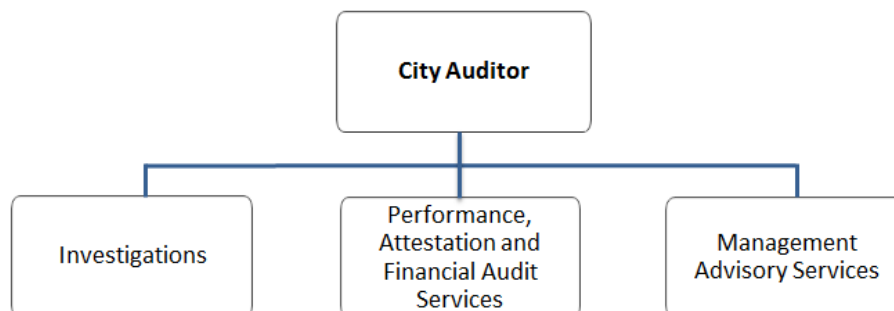 City Auditor
Investigations
Performance,
Attestation and
Financial Audit
Services
Management
Advisory Services